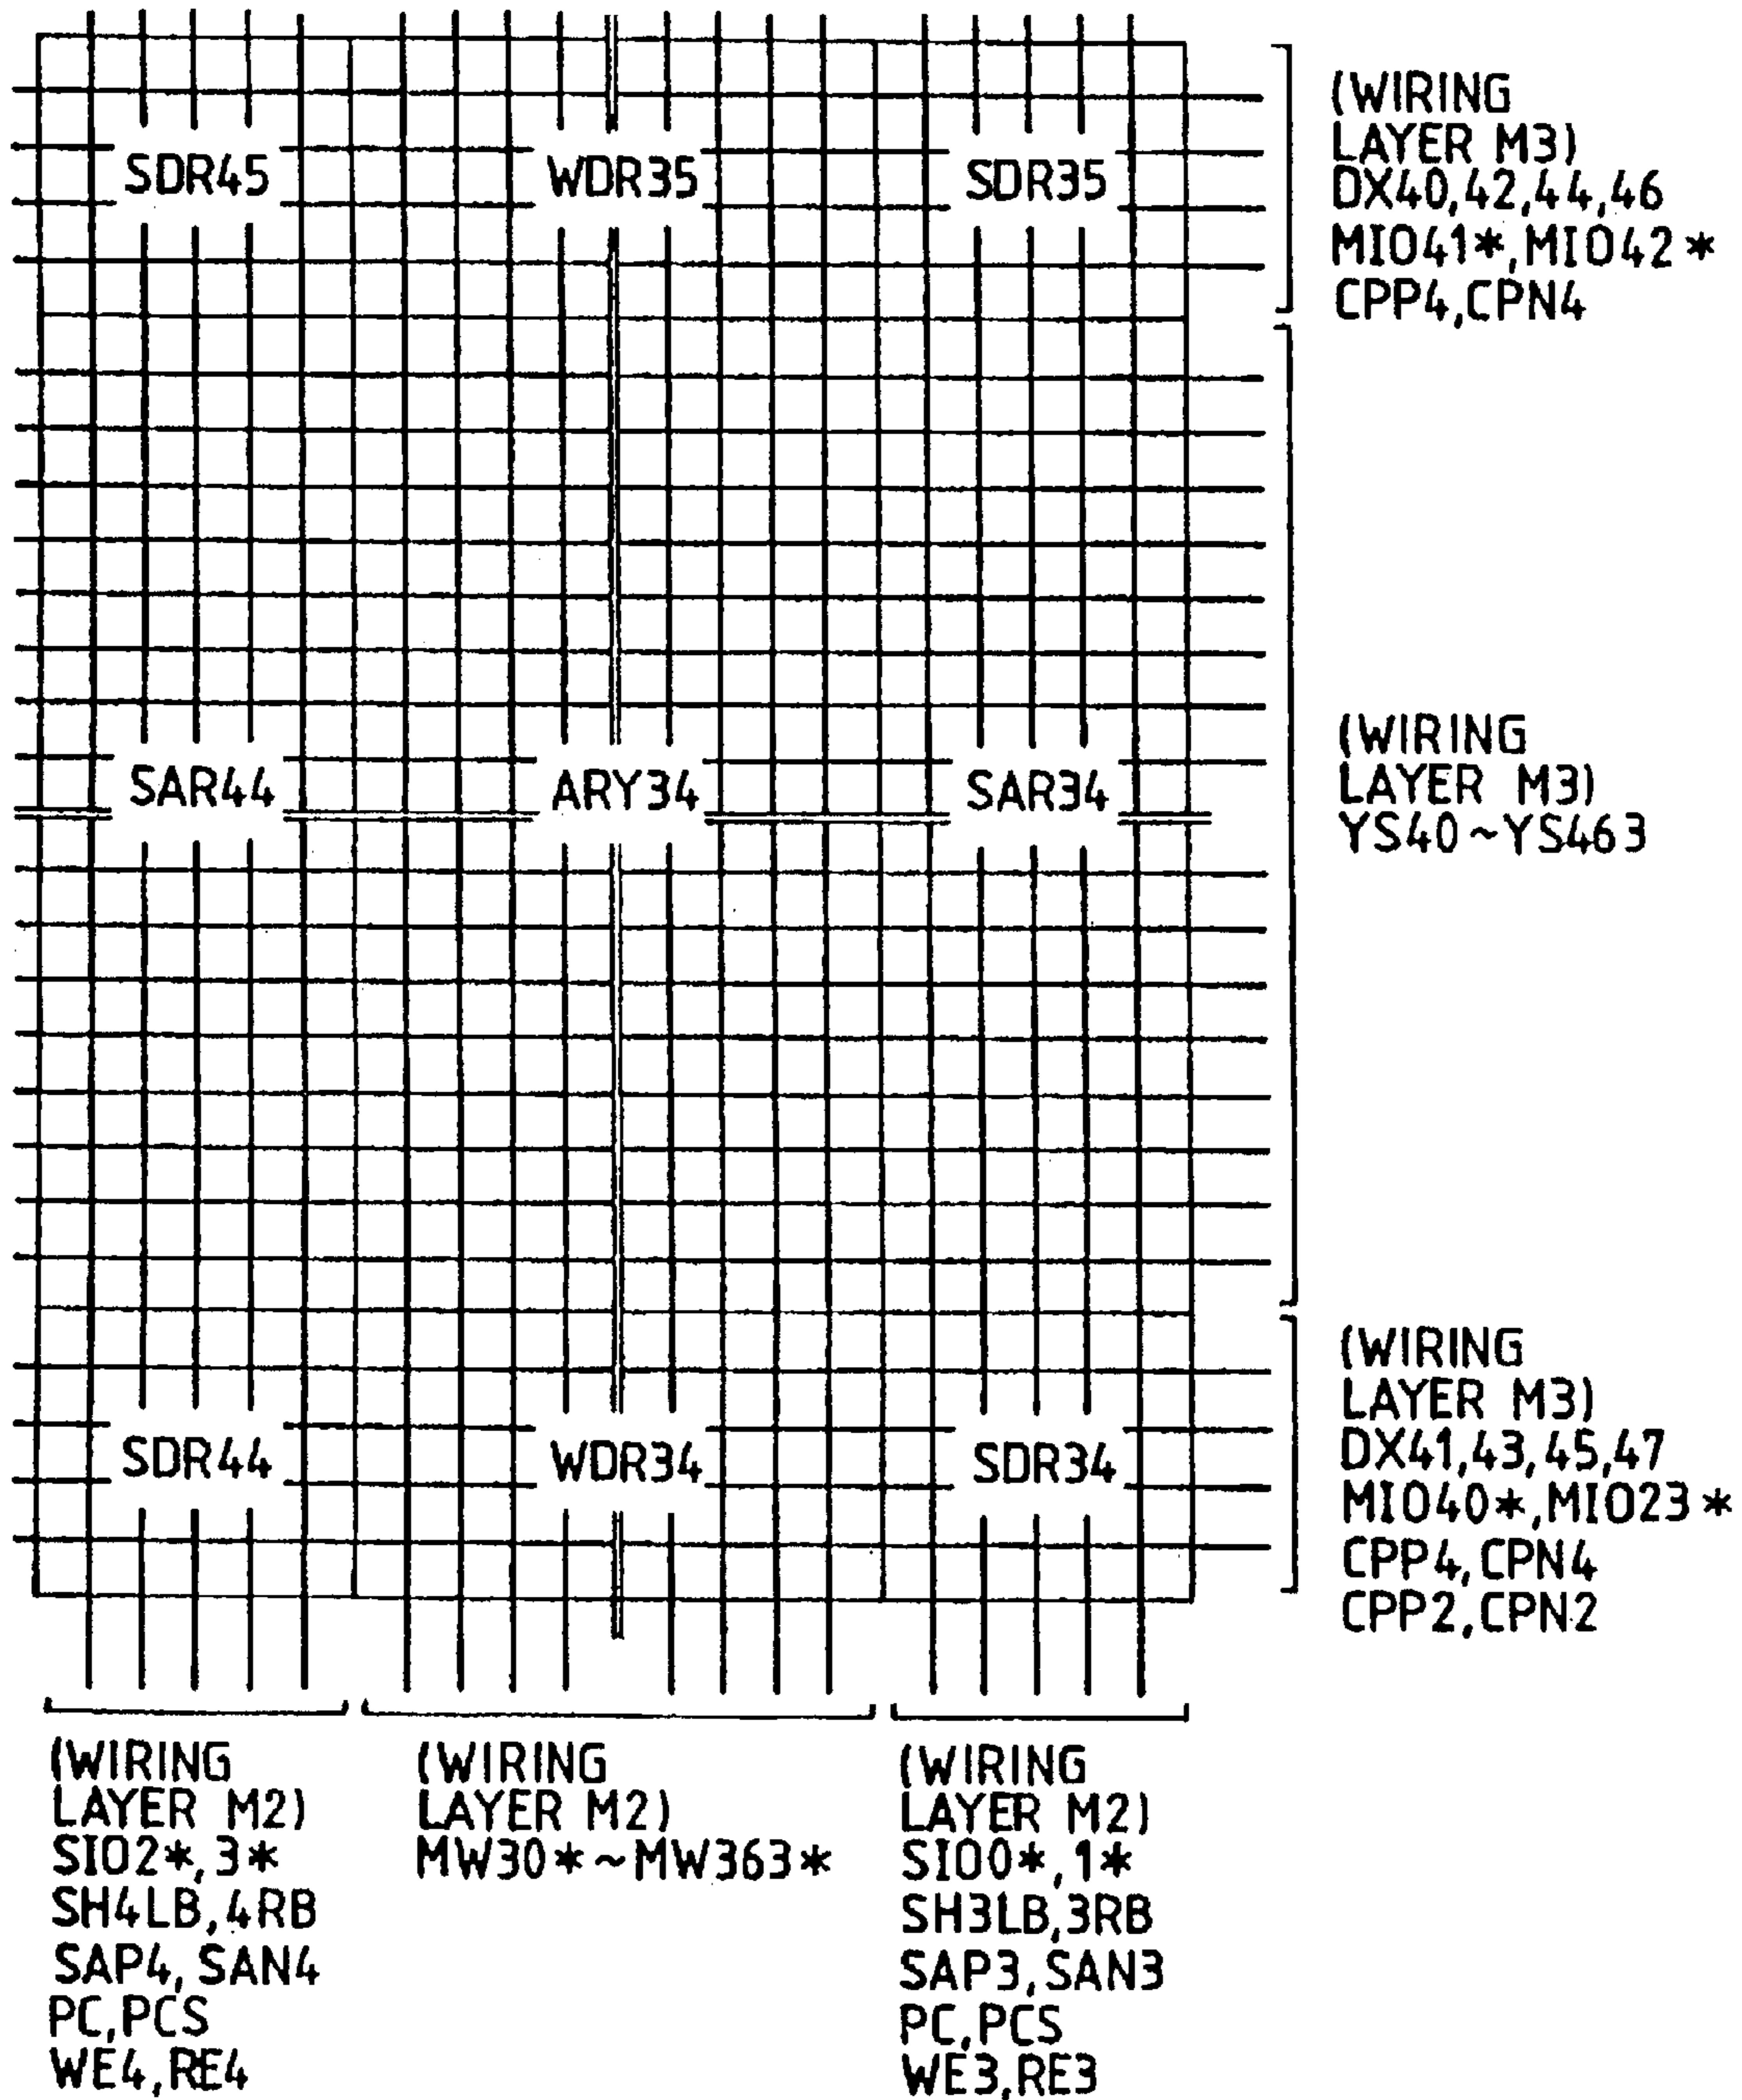 SDR45 WDR35 SDR35
(WIRING
LAYER M3)
DX40,42,44,46
MIO41*,MIO42*
CPP4,CPN4
SAR44 ARY34 SAR34
(WIRING
LAYER M3)
YS40~YS463
SDR44 WDR34 SDR34
(WIRING
LAYER M3)
DX41,43,45,47
MIO40*,MIO23*
CPP4,CPN4
CPP2,CPN2
(WIRING
LAYER M2)
SIO2*,3*
SH4LB,4RB
SAP4,SAN4
PC,PCS
WE4,RE4
(WIRING
LAYER M2)
MW30*~MW363*
(WIRING
LAYER M2)
SIO0*,1*
SH3LB,3RB
SAP3,SAN3
PC,PCS
WE3,RE3